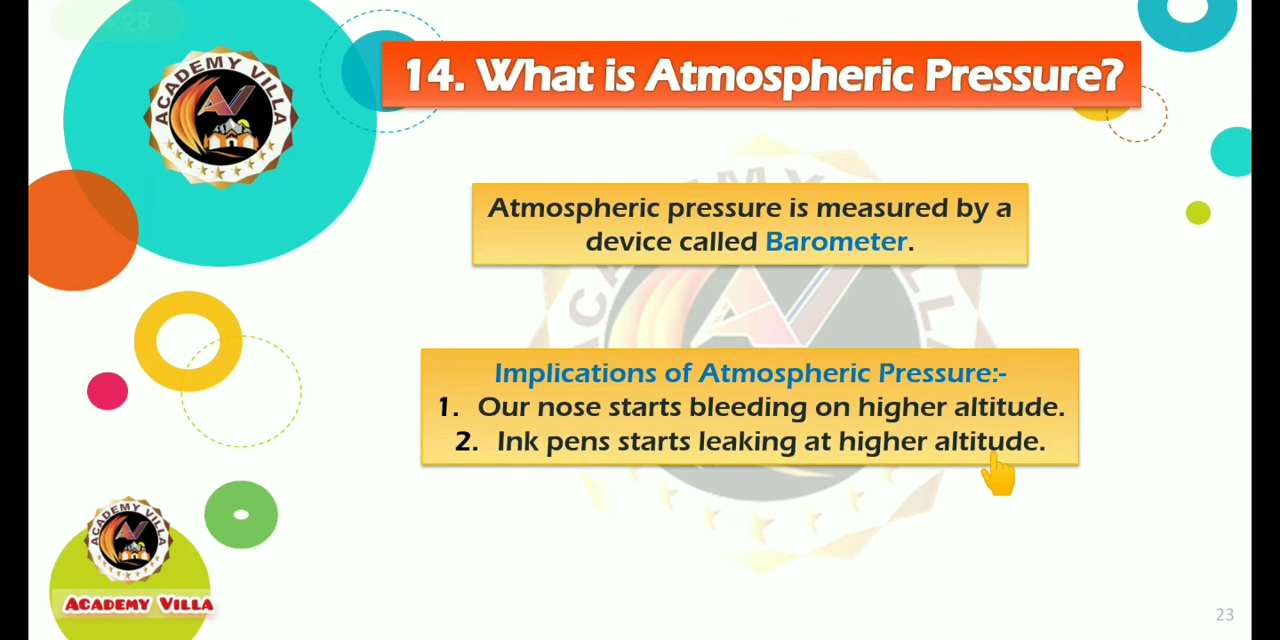 ACADEMY VILLA
14. What is Atmospheric Pressure?
Atmospheric pressure is measured by a
device called Barometer.
Implications of Atmospheric Pressure:-
1. Our nose starts bleeding on higher altitude.
2. Ink pens starts leaking at higher altitude.
ACADEMY VILLA
ACADEMY VILLA
23